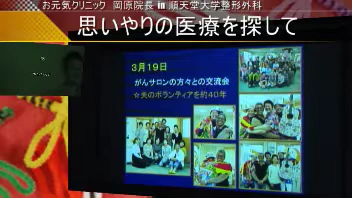 お元気クリニック 岡原院長 in 順天堂大学整形外科
思いやりの医療を探して
3月19日
がんサロンの方々との交流会
☆夫のボランティアを約40年